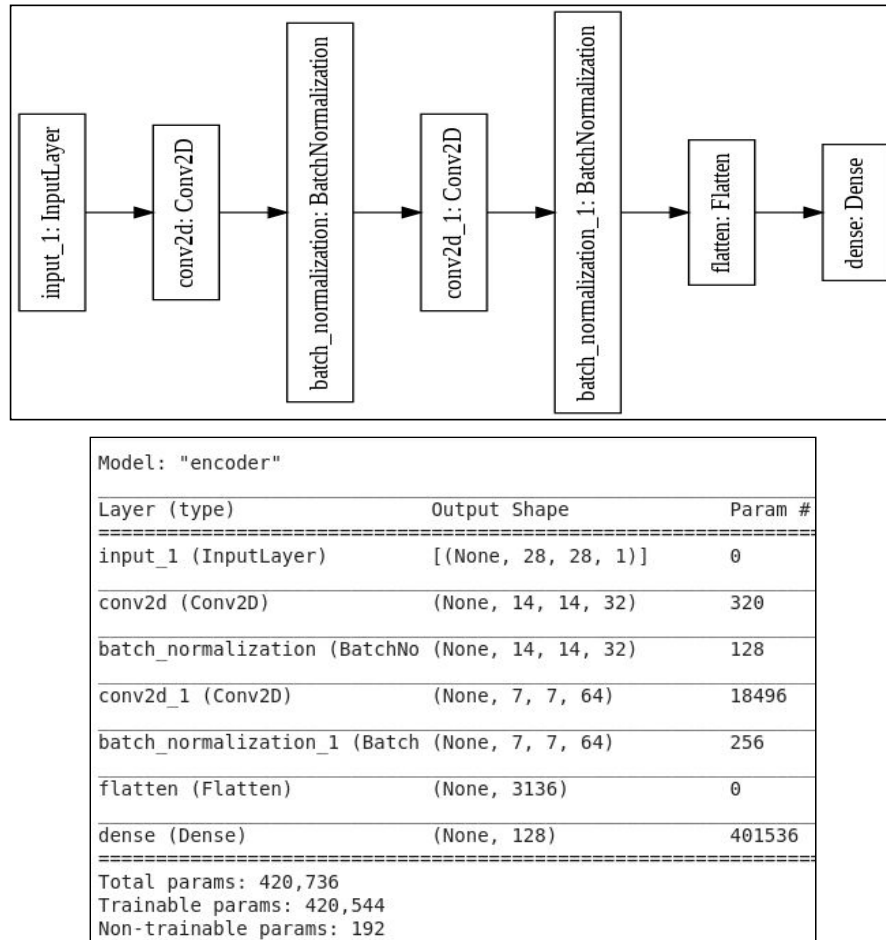 input_1: InputLayer
conv2d: Conv2D
batch_normalization: BatchNormalization
conv2d_1: Conv2D
batch_normalization_1: BatchNormalization
flatten: Flatten
dense: Dense
Model: "encoder"
Layer (type) Output Shape Param #
input_1 (InputLayer) [(None, 28, 28, 1)] 0
conv2d (Conv2D) (None, 14, 14, 32) 320
batch_normalization (BatchNo (None, 14, 14, 32) 128
conv2d_1 (Conv2D) (None, 7, 7, 64) 18496
batch_normalization_1 (Batch (None, 7, 7, 64) 256
flatten (Flatten) (None, 3136) 0
dense (Dense) (None, 128) 401536
Total params: 420,736
Trainable params: 420,544
Non-trainable params: 192